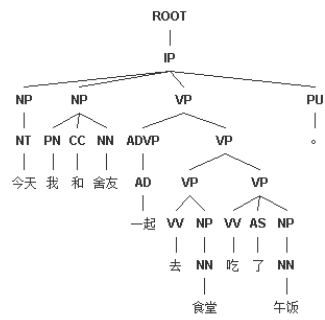 ROOT
IP
NP NP VP PU
NT PN CC NN ADVP VP 。
今天 我 和 舍友 AD VP VP
一起 VV NP VV AS NP
去 NN 吃 了 NN
食堂 午饭